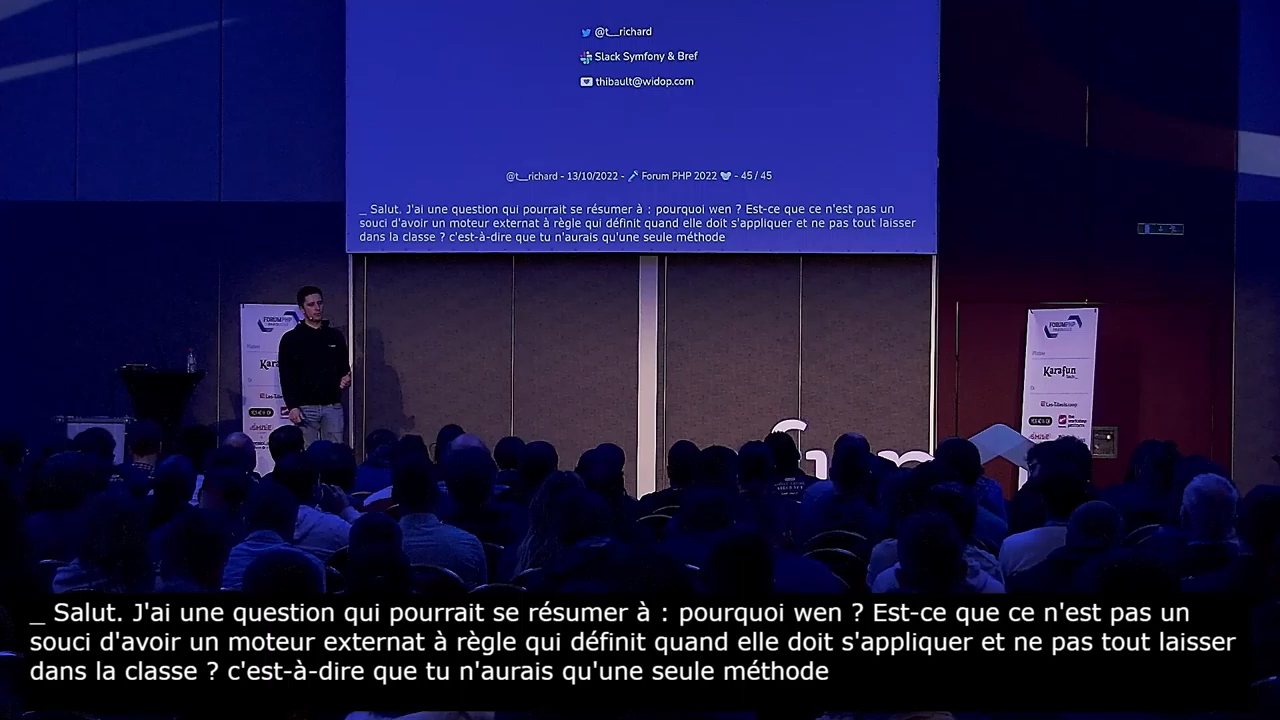 @t__richard
Slack Symfony & Bref
thibault@widop.com
@t__richard - 13/10/2022 - Forum PHP 2022 - 45 / 45
_ Salut. J'ai une question qui pourrait se résumer à : pourquoi wen ? Est-ce que ce n'est pas un
souci d'avoir un moteur externat à règle qui définit quand elle doit s'appliquer et ne pas tout laisser
dans la classe ? c'est-à-dire que tu n'aurais qu'une seule méthode
FORUM PHP
Karafun
FORUM PHP
Karafun
_ Salut. J'ai une question qui pourrait se résumer à : pourquoi wen ? Est-ce que ce n'est pas un
souci d'avoir un moteur externat à règle qui définit quand elle doit s'appliquer et ne pas tout laisser
dans la classe ? c'est-à-dire que tu n'aurais qu'une seule méthode